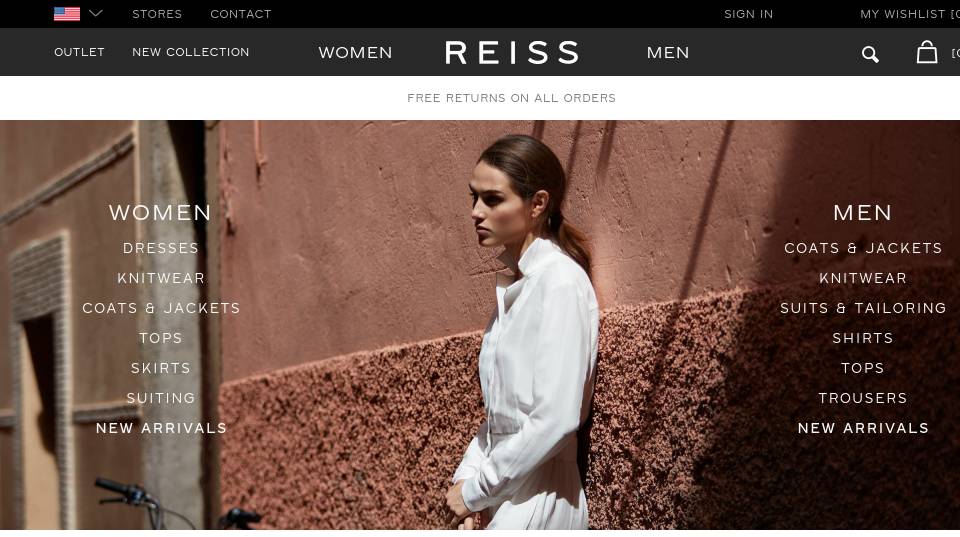 STORES CONTACT SIGN IN MY WISHLIST
OUTLET NEW COLLECTION WOMEN REISS MEN
FREE RETURNS ON ALL ORDERS
WOMEN
DRESSES
KNITWEAR
COATS & JACKETS
TOPS
SKIRTS
SUITING
NEW ARRIVALS
MEN
COATS & JACKETS
KNITWEAR
SUITS & TAILORING
SHIRTS
TOPS
TROUSERS
NEW ARRIVALS